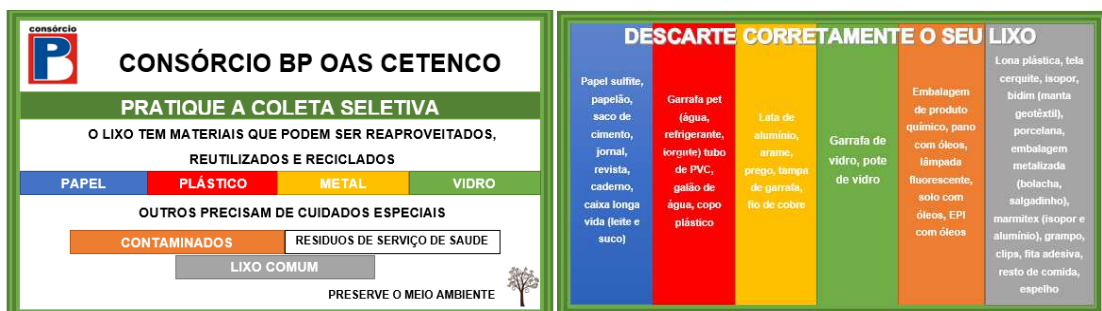 consórcio
B
CONSÓRCIO BP OAS CETENCO
PRATIQUE A COLETA SELETIVA
O LIXO TEM MATERIAIS QUE PODEM SER REAPROVEITADOS,
REUTILIZADOS E RECICLADOS
PAPEL
PLÁSTICO
METAL
VIDRO
OUTROS PRECISAM DE CUIDADOS ESPECIAIS
CONTAMINADOS
RESIDUOS DE SERVIÇO DE SAUDE
LIXO COMUM
PRESERVE O MEIO AMBIENTE
DESCARTE CORRETAMENTE O SEU LIXO
Papel sulfite,
papelão,
saco de
cimento,
jornal,
revista,
caderno,
caixa longa
vida (leite e
suco)
Garrafa pet
(água,
refrigerante,
iorgute) tubo
de PVC,
galão de
água, copo
plástico
Lata de
alumínio,
arame,
prego, tampa
de garrafa,
fio de cobre
Garrafa de
vidro, pote
de vidro
Embalagem
de produto
químico, pano
com óleos,
lâmpada
fluorescente,
solo com
óleos, EPI
com óleos
Lona plástica, tela
cerquite, isopor,
bidim (manta
geotêxtil),
porcelana,
embalagem
metalizada
(bolacha,
salgadinho),
marmitex (isopor e
alumínio), grampo,
clips, fita adesiva,
resto de comida,
espelho